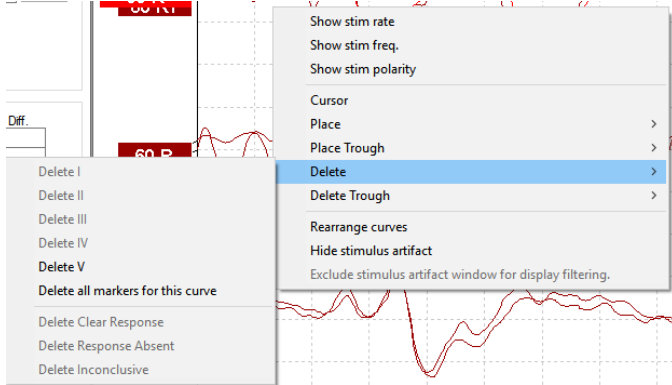 Show stim rate
Show stim freq.
Show stim polarity
Cursor
Place
Place Trough
Delete
Delete Trough
Rearrange curves
Hide stimulus artifact
Exclude stimulus artifact window for display filtering.
Diff.
Delete I
Delete II
Delete III
Delete IV
Delete V
Delete all markers for this curve
Delete Clear Response
Delete Response Absent
Delete Inconclusive